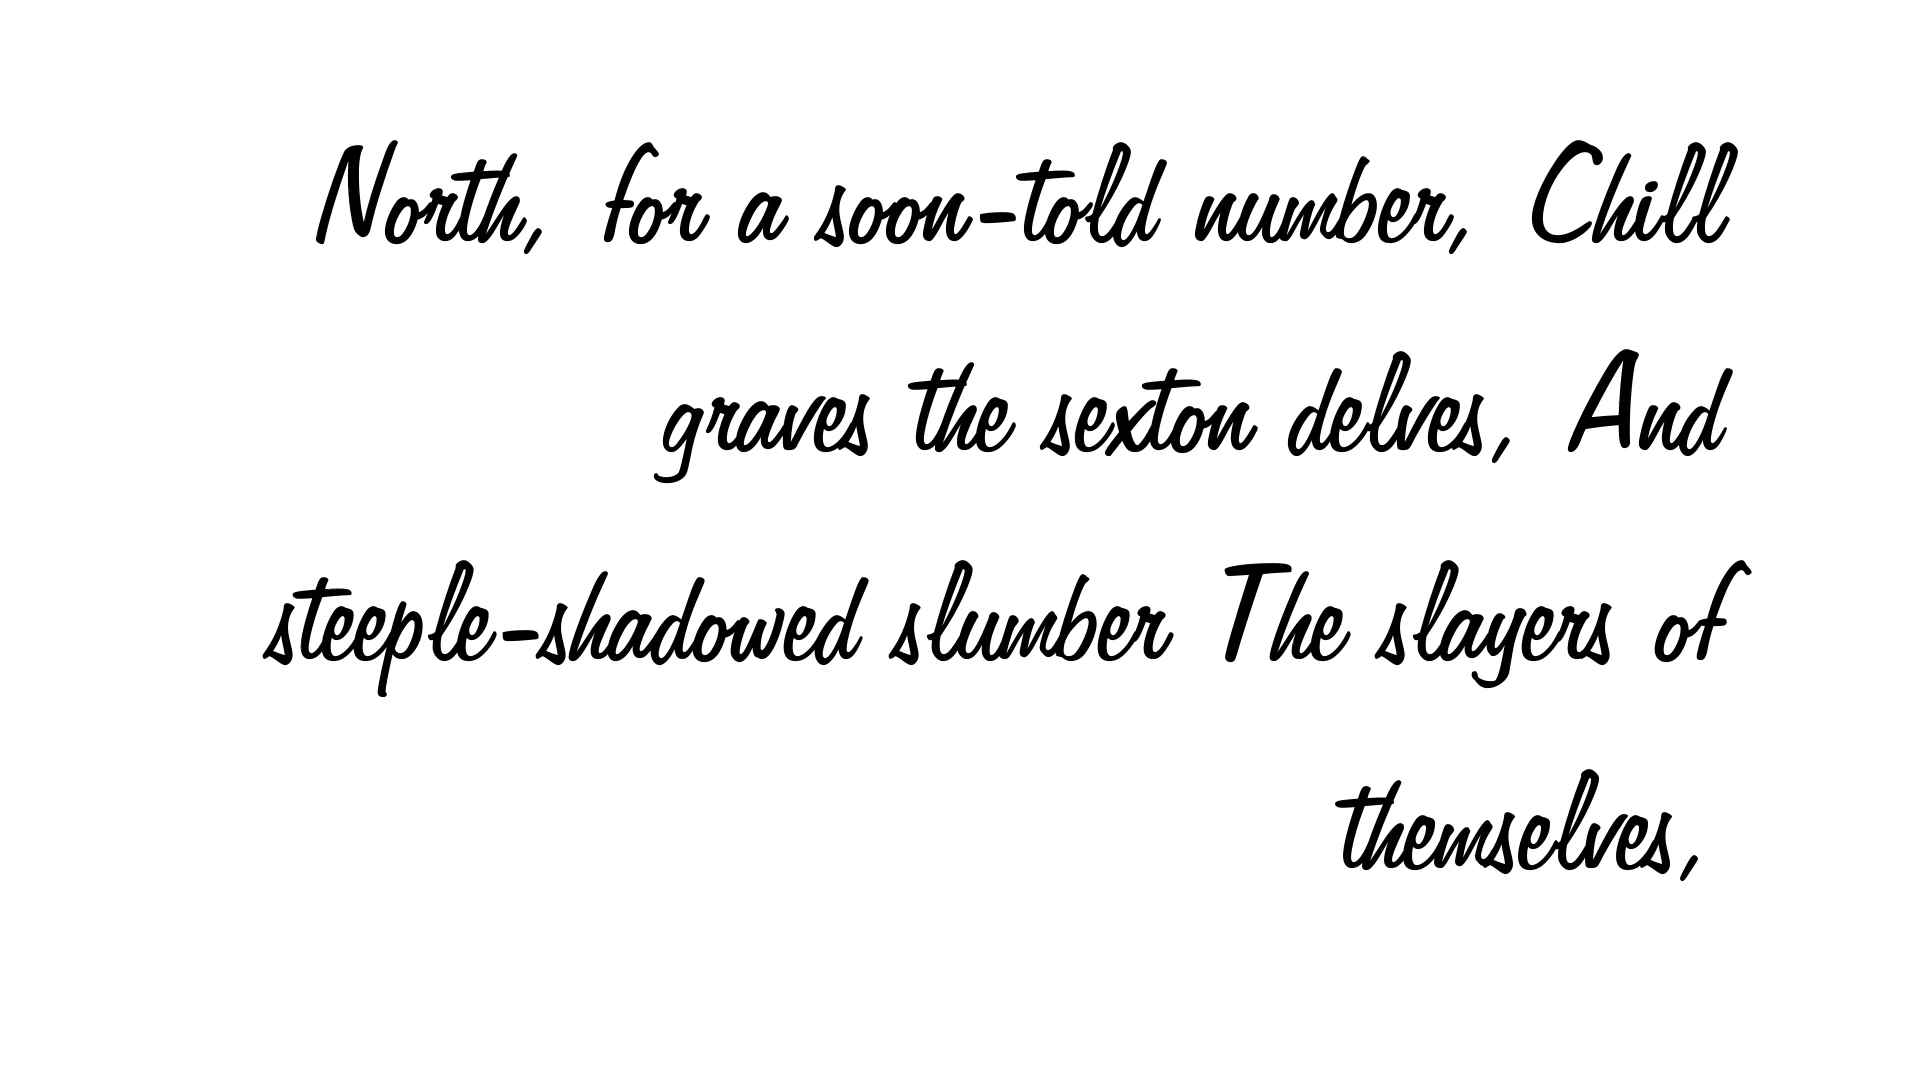 North, for a soon-told number, Chill
graves the sexton delves, And
steeple-shadowed slumber The slayers of
themselves,